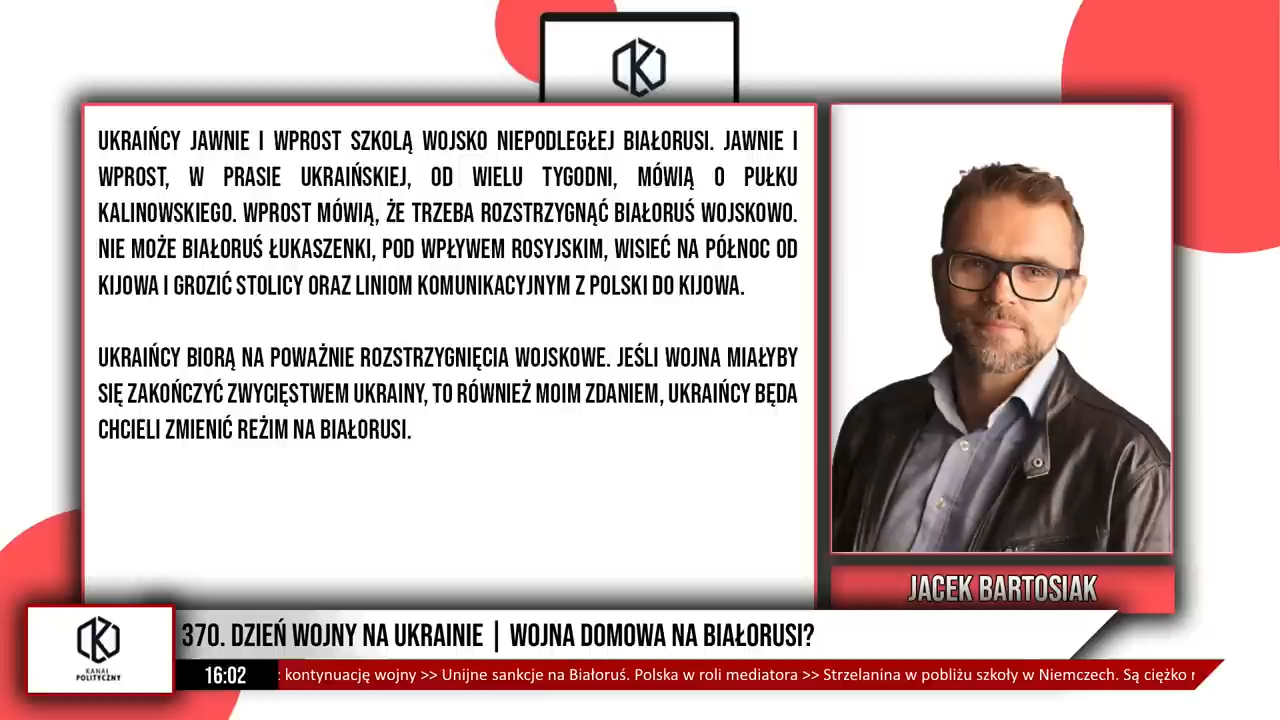 UKRAIŃCY JAWNIE I WPROST SZKOLĄ WOJSKO NIEPODLEGŁEJ BIAŁORUSI. JAWNIE I
WPROST, W PRASIE UKRAIŃSKIEJ, OD WIELU TYGODNI, MÓWIĄ O PUŁKU
KALINOWSKIEGO. WPROST MÓWIĄ, ŻE TRZEBA ROZSTRZYGNĄĆ BIAŁORUŚ WOJSKOWO.
NIE MOŻE BIAŁORUŚ ŁUKASZENKI, POD WPŁYWEM ROSYJSKIM, WISIEĆ NA PÓŁNOC OD
KIJOWA I GROZIĆ STOLICY ORAZ LINIOM KOMUNIKACYJNYM Z POLSKI DO KIJOWA.
UKRAIŃCY BIORĄ NA POWAŻNIE ROZSTRZYGNIĘCIA WOJSKOWE. JEŚLI WOJNA MIAŁYBY
SIĘ ZAKOŃCZYĆ ZWYCIĘSTWEM UKRAINY, TO RÓWNIEŻ MOIM ZDANIEM, UKRAIŃCY BĘDA
CHCIELI ZMIENIĆ REŻIM NA BIAŁORUSI.
JACEK BARTOSIAK
KANAŁ
POLITYCZNY
370. DZIEŃ WOJNY NA UKRAINIE | WOJNA DOMOWA NA BIAŁORUSI?
16:02
kontynuację wojny >> Unijne sankcje na Białoruś. Polska w roli mediatora >> Strzelanina w pobliżu szkoły w Niemczech. Są ciężko